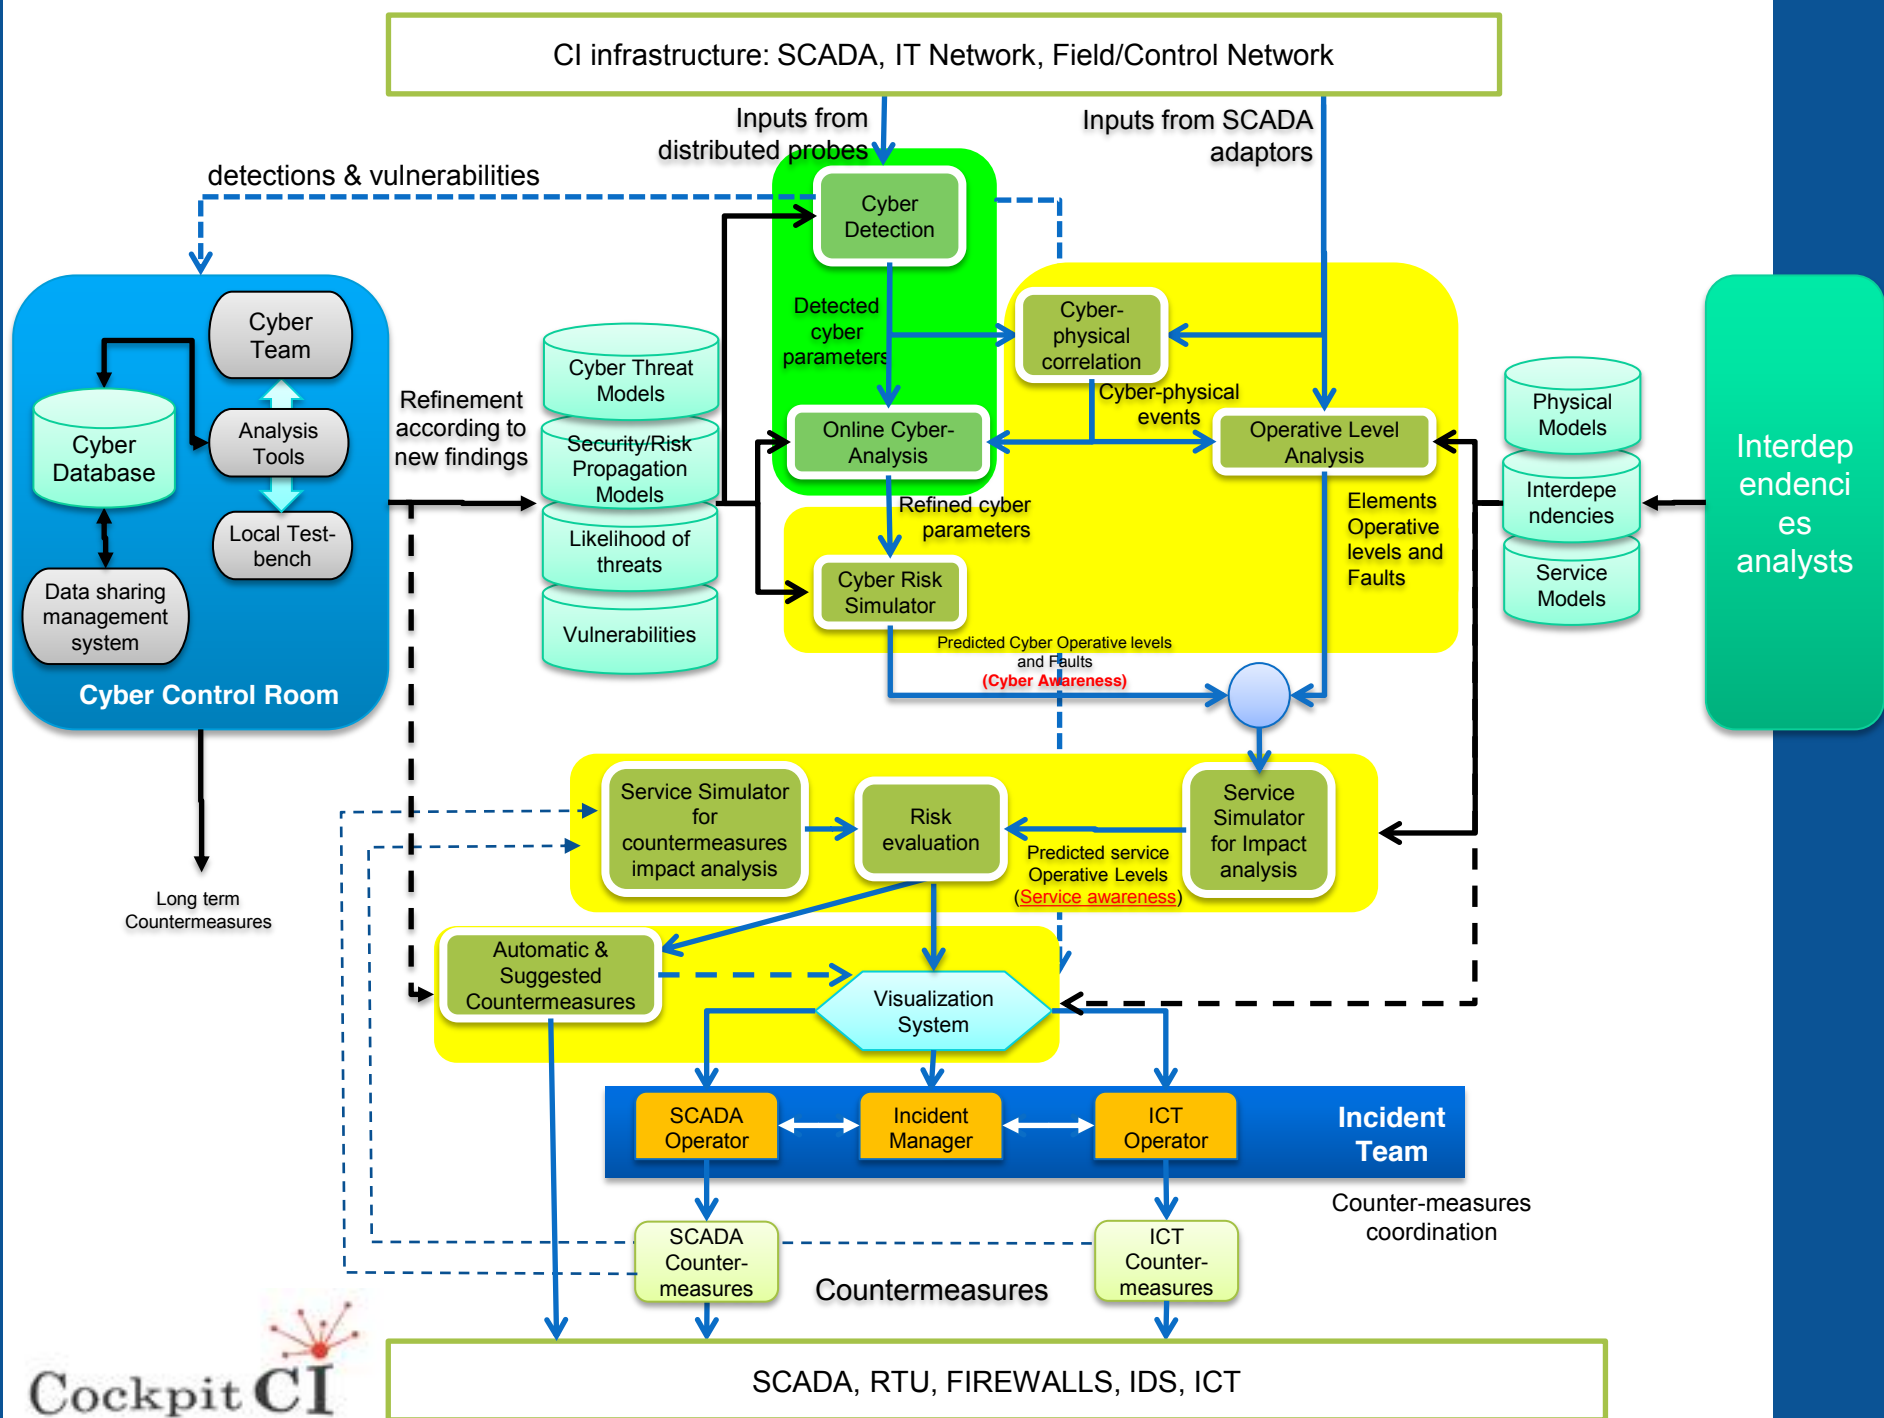 CI infrastructure: SCADA, IT Network, Field/Control Network
Inputs from
distributed probes
Inputs from SCADA
adaptors
detections & vulnerabilities
Cyber
Detection
Cyber
Team
Analysis
Tools
Cyber
Database
Local Test-
bench
Data sharing
management
system
Cyber Control Room
Refinement
according to
new findings
Cyber Threat
Models
Security/Risk
Propagation
Models
Likelihood of
threats
Vulnerabilities
Detected
cyber
parameters
Cyber-
physical
correlation
Cyber-physical
events
Online Cyber-
Analysis
Operative Level
Analysis
Refined cyber
parameters
Elements
Operative
levels and
Faults
Cyber Risk
Simulator
Physical
Models
Interdepe
ndencies
Service
Models
Interdep
endenci
es
analysts
Predicted Cyber Operative levels
and Faults
(Cyber Awareness)
Long term
Countermeasures
Service Simulator
for
countermeasures
impact analysis
Risk
evaluation
Predicted service
Operative Levels
(Service awareness)
Service
Simulator
for Impact
analysis
Automatic &
Suggested
Countermeasures
Visualization
System
SCADA
Operator
Incident
Manager
ICT
Operator
Incident
Team
Counter-measures
coordination
SCADA
Counter-
measures
Countermeasures
ICT
Counter-
measures
Cockpit CI
SCADA, RTU, FIREWALLS, IDS, ICT